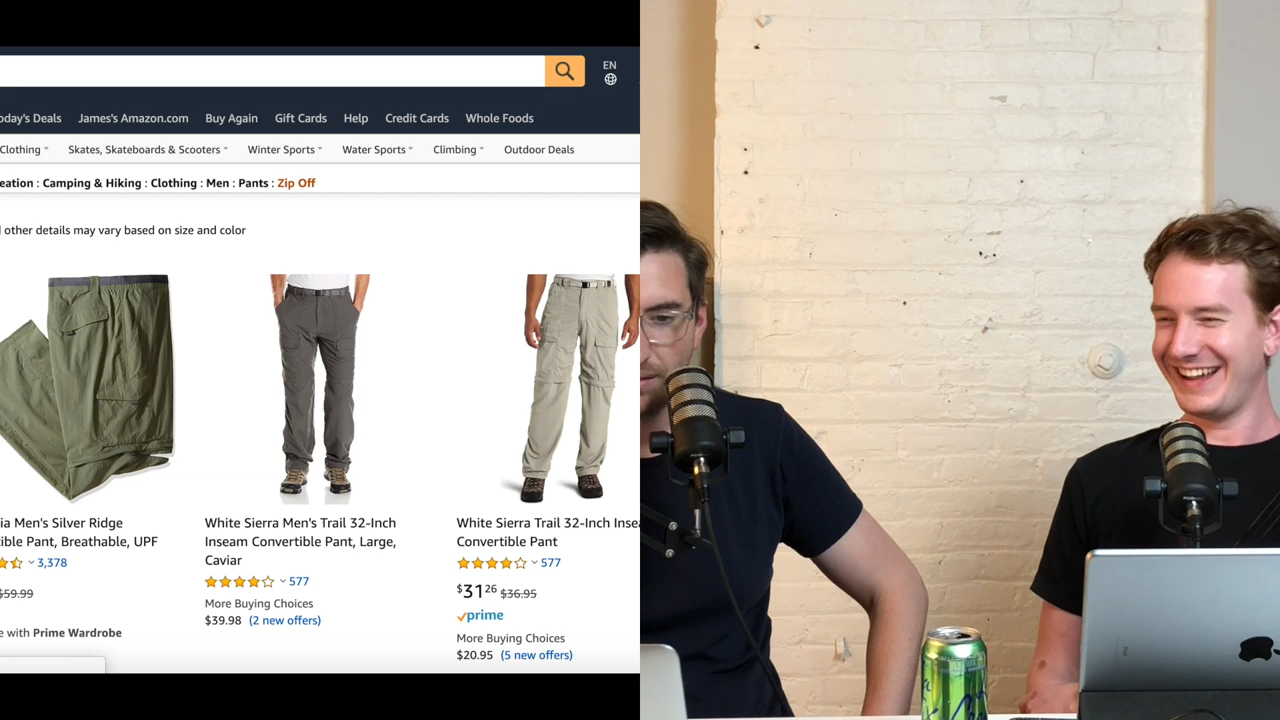 EN
oday's Deals James's Amazon.com Buy Again Gift Cards Help Credit Cards Whole Foods
Clothing Skates, Skateboards & Scooters Winter Sports Water Sports Climbing Outdoor Deals
eation : Camping & Hiking : Clothing : Men : Pants : Zip Off
l other details may vary based on size and color
ia Men's Silver Ridge
ible Pant, Breathable, UPF
3,378
$59.99
e with Prime Wardrobe
White Sierra Men's Trail 32-Inch
Inseam Convertible Pant, Large,
Caviar
577
More Buying Choices
$39.98 (2 new offers)
White Sierra Trail 32-Inch Insea
Convertible Pant
577
$31 26 $36.95
prime
More Buying Choices
$20.95 (5 new offers)